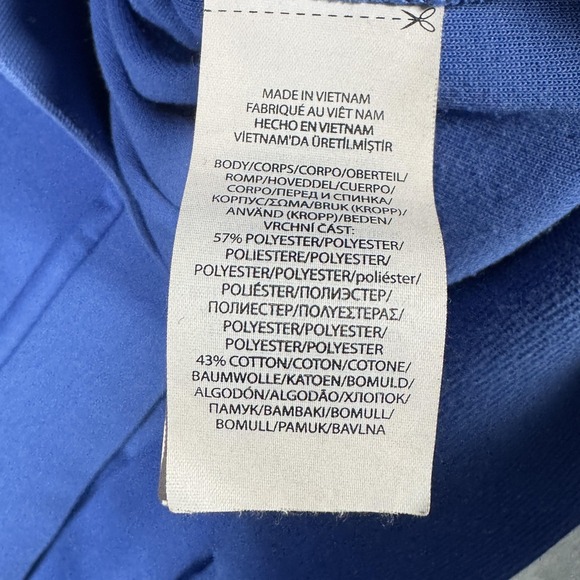 MADE IN VIETNAM
FABRIQUÉ AU VIÊT NAM
HECHO EN VIETNAM
VİETNAM'DA ÜRETİLMİŞTİR
BODY/CORPS/CORPO/OBERTEIL/
ROMP/HOVEDDEL/CUERPO/
CORPO/ПЕРЕД И СПИНКА/
КОРПУС/ΣΩΜΑ/BRUK (KROPP)/
ANVÄND (KROPP)/BEDEN/
VRCHNÍ ČÁST:
57% POLYESTER/POLYESTER/
POLIESTERE/POLYESTER/
POLYESTER/POLYESTER/poliéster/
POLIÉSTER/ПОЛИЭСТЕР/
ПОЛИЕСТЕР/ΠΟΛΥΕΣΤΕΡΑΣ/
POLYESTER/POLYESTER/
POLYESTER/POLYESTER
43% COTTON/COTON/COTONE/
BAUMWOLLE/KATOEN/BOMULD/
ALGODÓN/ALGODÃO/ХЛОПОК/
ПАМУК/ΒΑΜΒΑΚΙ/BOMULL/
BOMULL/PAMUK/BAVLNA